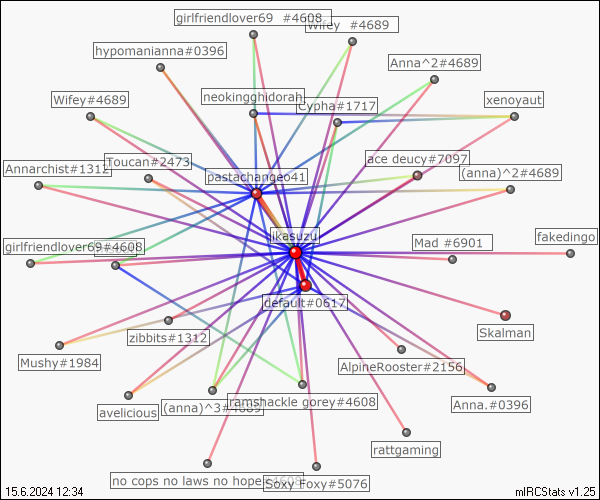 girlfriendlover69 #4608
Wifey #4689
hypomanianna#0396
Anna^2#4689
neokingghidorah
Cypha#1717
xenoyaut
Wifey#4689
Toucan#2473
ace deucy#7097
Annarchist#1312
pastachangeo41
(anna)^2#4689
ikasuzu
girlfriendlover69#4608
Mad #6901
fakedingo
default#0617
Skalman
zibbits#1312
Mushy#1984
AlpineRooster#2156
avelicious
(anna)^3#4689
ramshackle gorey#4608
Anna.#0396
rattgaming
no cops no laws no hope
Soxy Foxy#5076
15.6.2024 12:34
mIRCStats v1.25